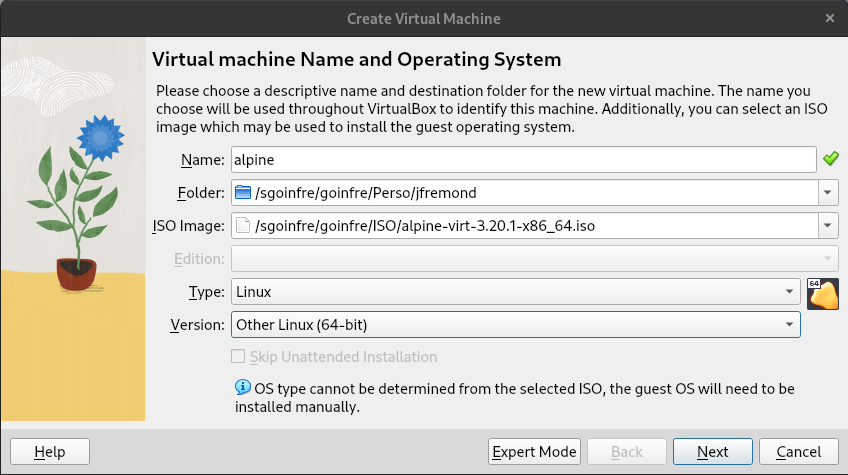 Create Virtual Machine
Virtual machine Name and Operating System
Please choose a descriptive name and destination folder for the new virtual machine. The name you
choose will be used throughout VirtualBox to identify this machine. Additionally, you can select an ISO
image which may be used to install the guest operating system.
Name: alpine
Folder: /sgoinfre/goinfre/Perso/jfremond
ISO Image: /sgoinfre/goinfre/ISO/alpine-virt-3.20.1-x86_64.iso
Edition:
Type: Linux
64
Version: Other Linux (64-bit)
Skip Unattended Installation
OS type cannot be determined from the selected ISO, the guest OS will need to be
installed manually.
Help Expert Mode Back Next Cancel